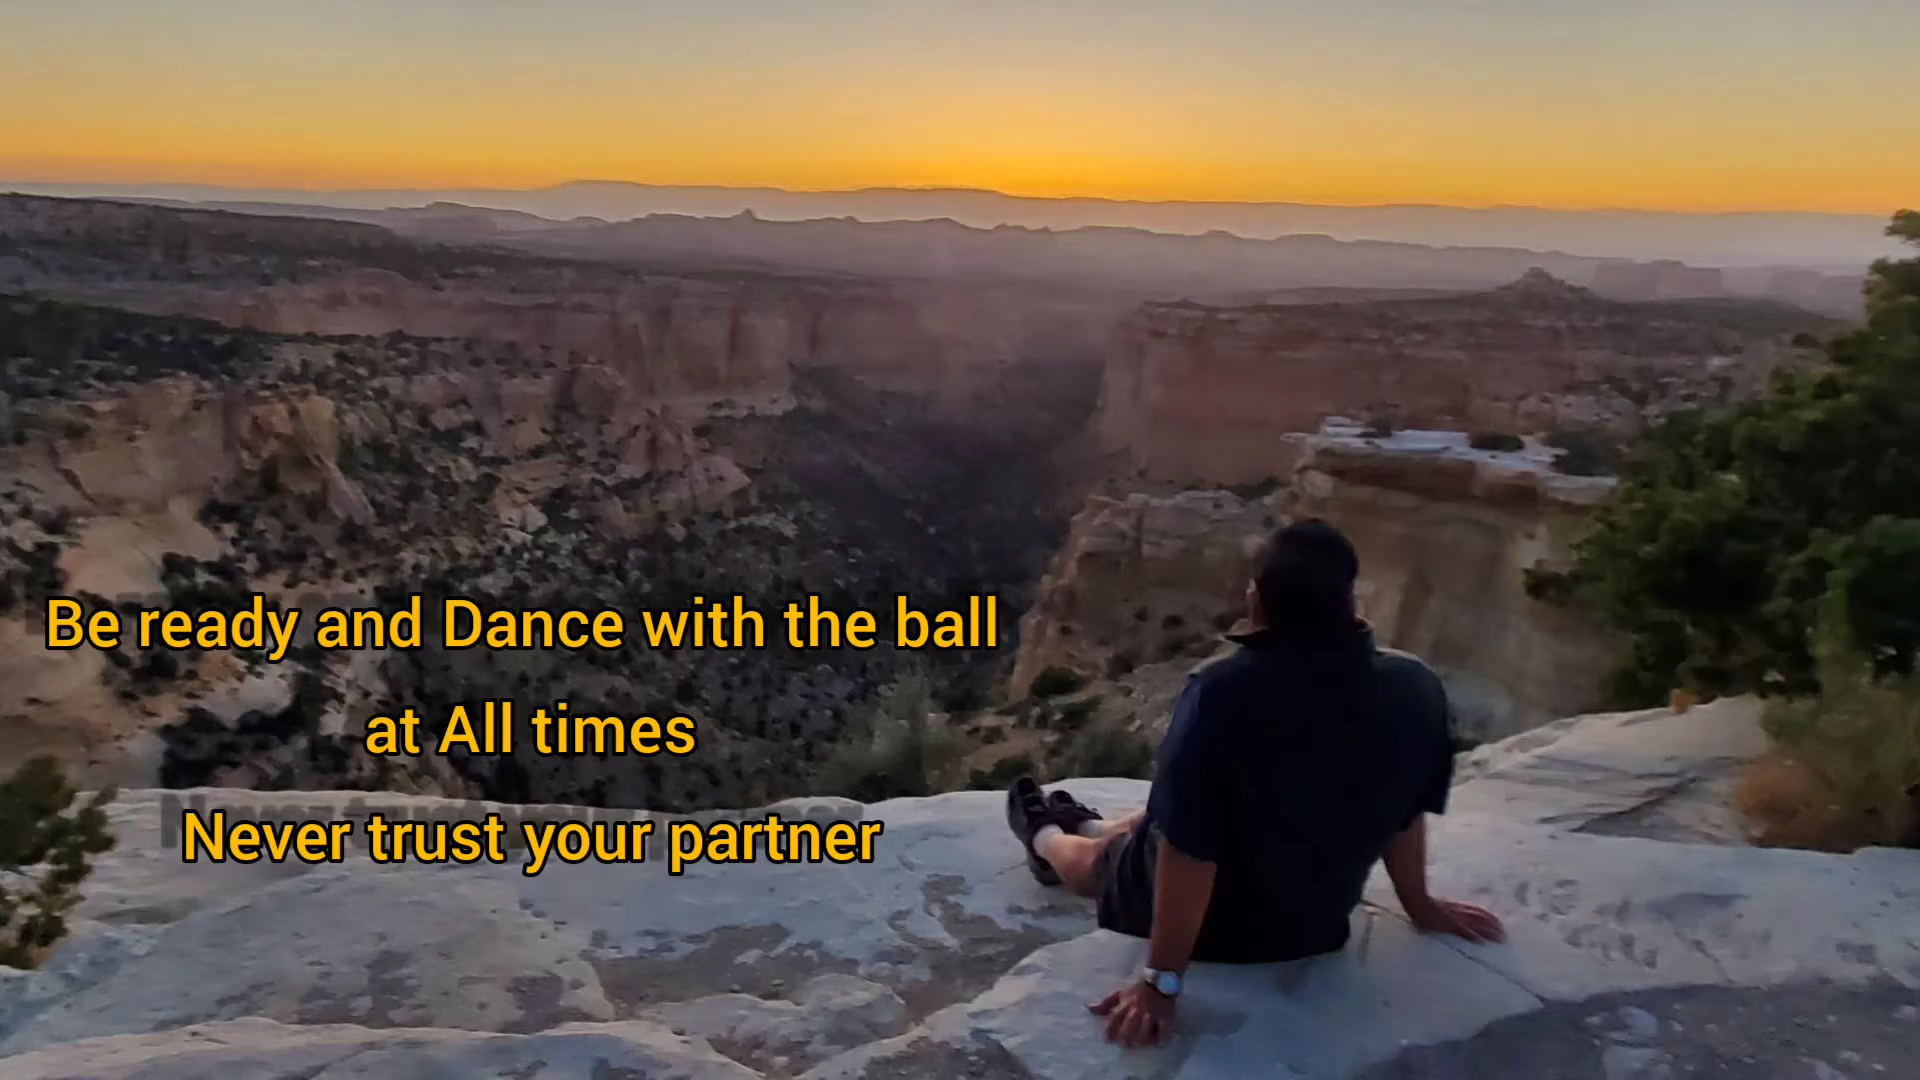 Be ready and Dance with the ball
at All times
Never trust your partner